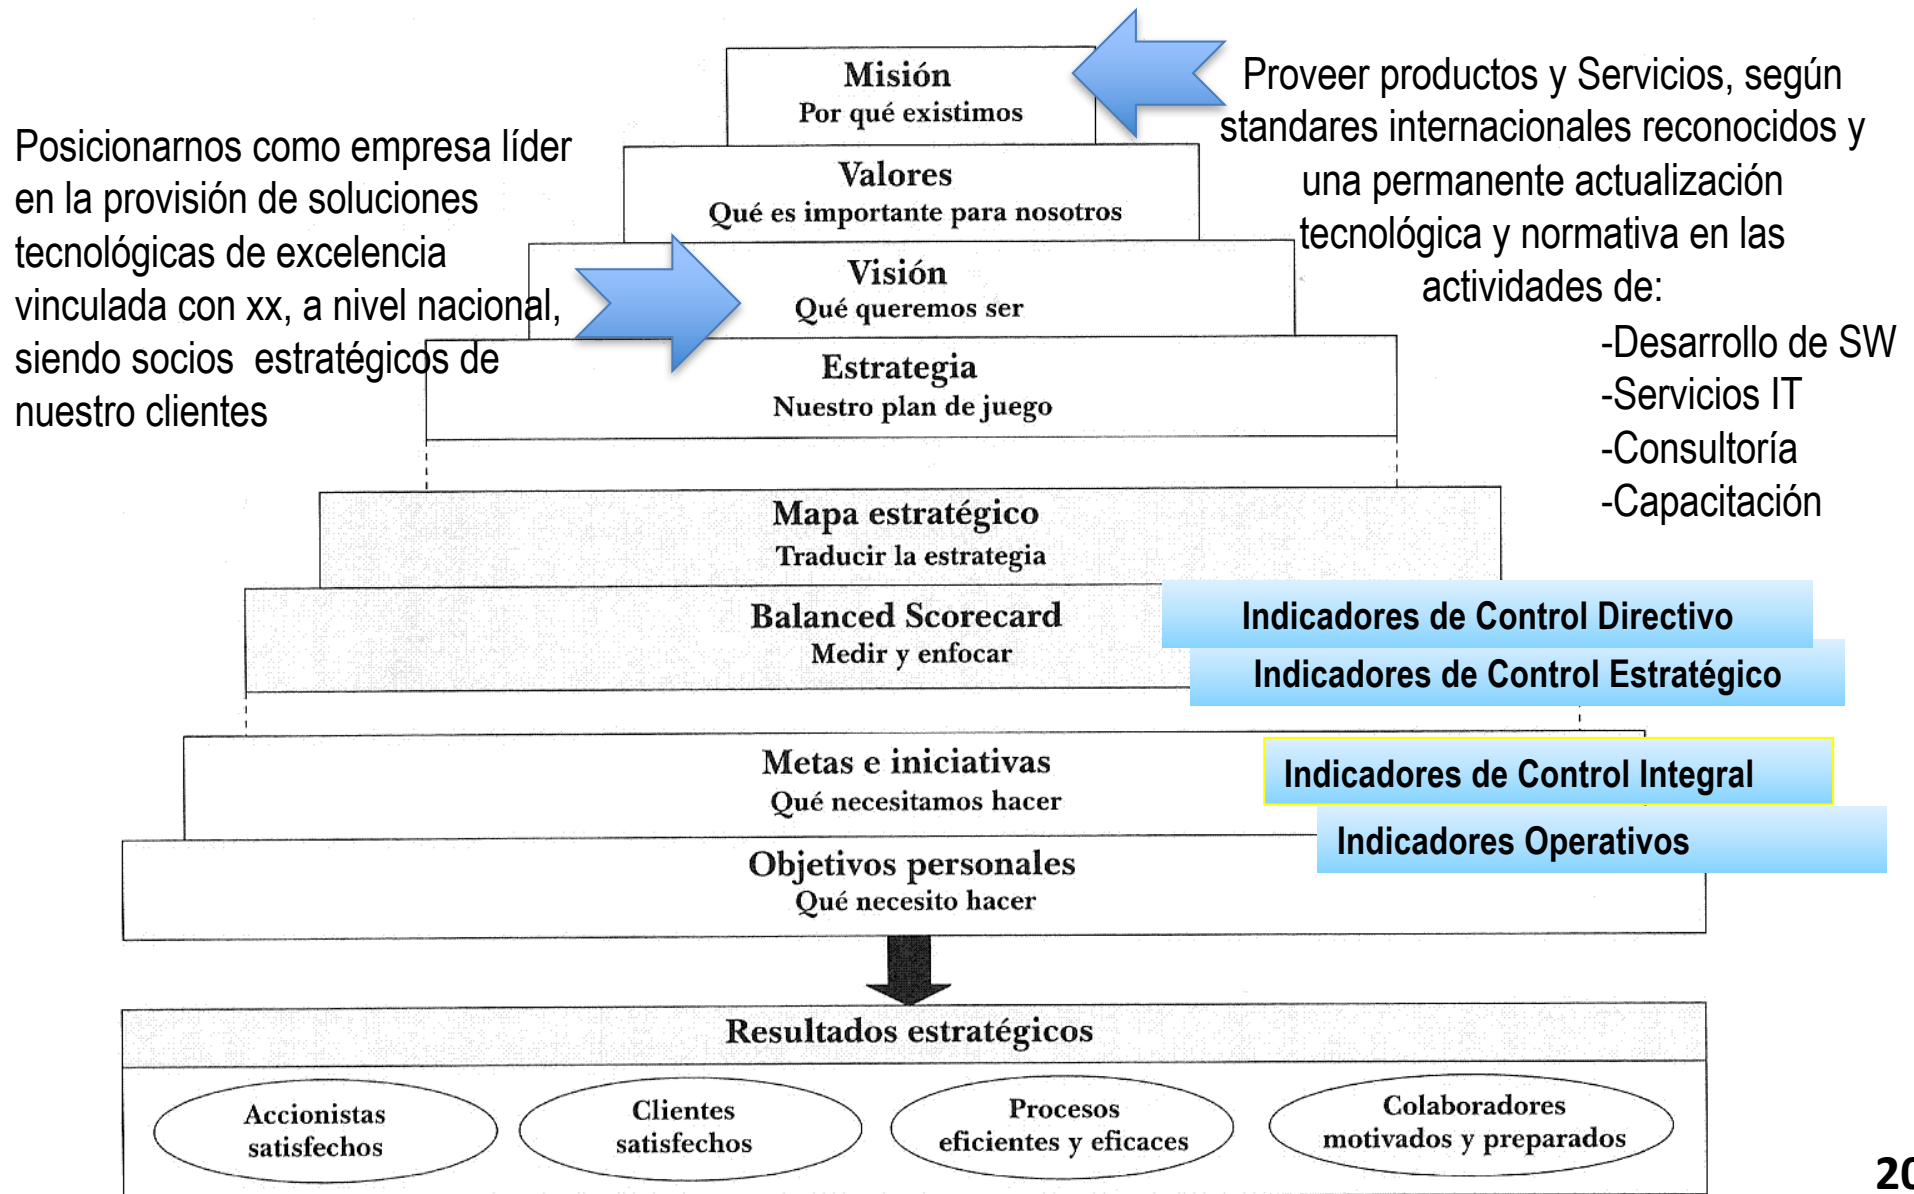 Misión
Por qué existimos
Valores
Qué es importante para nosotros
Visión
Qué queremos ser
Estrategia
Nuestro plan de juego
Posicionarnos como empresa líder
en la provisión de soluciones
tecnológicas de excelencia
vinculada con xx, a nivel nacional,
siendo socios estratégicos de
nuestro clientes
Proveer productos y Servicios, según
standares internacionales reconocidos y
una permanente actualización
tecnológica y normativa en las
actividades de:
-Desarrollo de SW
-Servicios IT
-Consultoría
-Capacitación
Mapa estratégico
Traducir la estrategia
Balanced Scorecard
Medir y enfocar
Indicadores de Control Directivo
Indicadores de Control Estratégico
Metas e iniciativas
Qué necesitamos hacer
Indicadores de Control Integral
Indicadores Operativos
Objetivos personales
Qué necesito hacer
Resultados estratégicos
Accionistas
satisfechos
Clientes
satisfechos
Procesos
eficientes y eficaces
Colaboradores
motivados y preparados
20